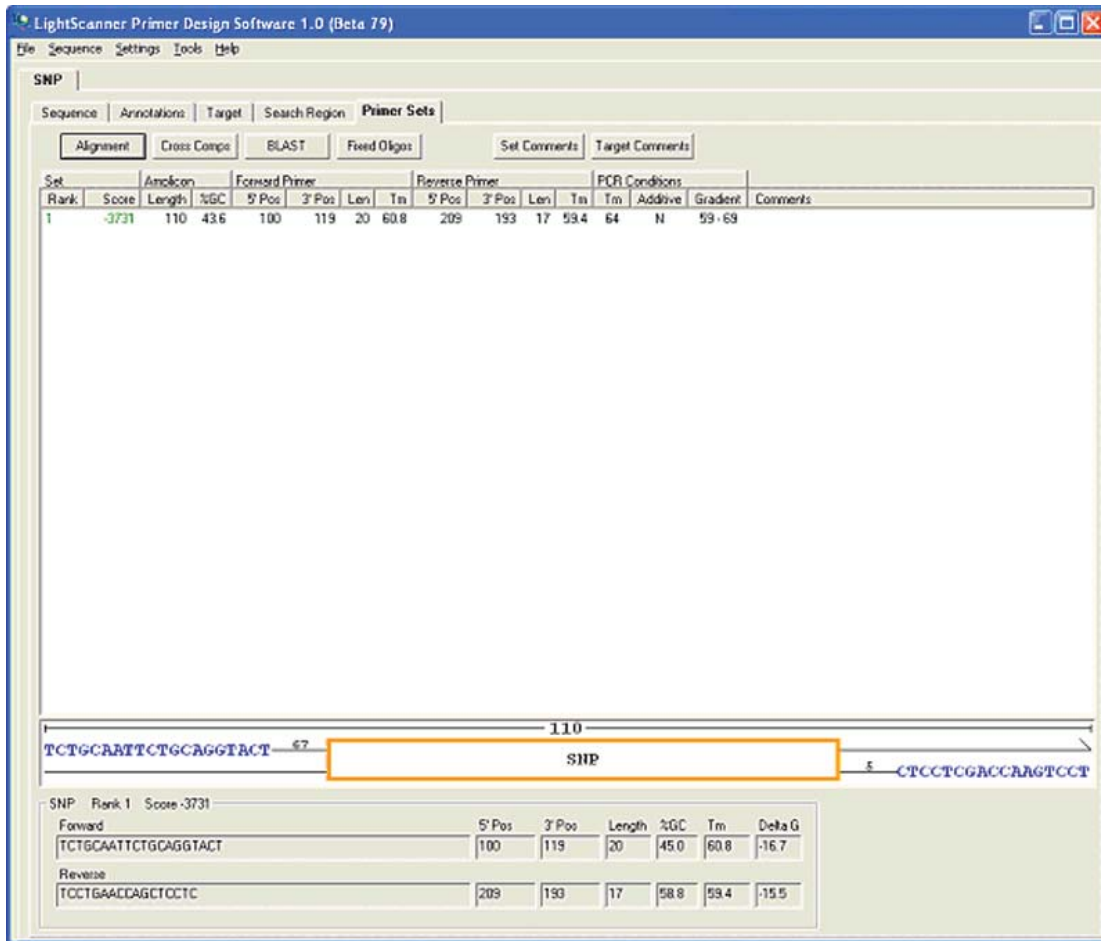 LightScanner Primer Design Software 1.0 (Beta 79)
File Sequence Settings Tools Help
SNP
Sequence Annotations Target Search Region Primer Sets
Alignment Cross Comps BLAST Fixed Oligos Set Comments Target Comments
Set Amplicon Forward Primer Reverse Primer PCR Conditions
Rank Score Length %GC 5' Pos 3' Pos Len Tm 5' Pos 3' Pos Len Tm Tm Additive Gradient Comments
1 -3731 110 43.6 100 119 20 60.8 209 193 17 59.4 64 N 59 - 69
110
TCTGCAATTCTGCAGGTACT 67 SNP 5 CTCCTCGACCAAGTCCT
SNP Rank 1 Score -3731
Forward 5' Pos 3' Pos Length %GC Tm Delta G
TCTGCAATTCTGCAGGTACT 100 119 20 45.0 60.8 -16.7
Reverse
TCCTGAACCAGCTCCTC 209 193 17 58.8 59.4 -15.5